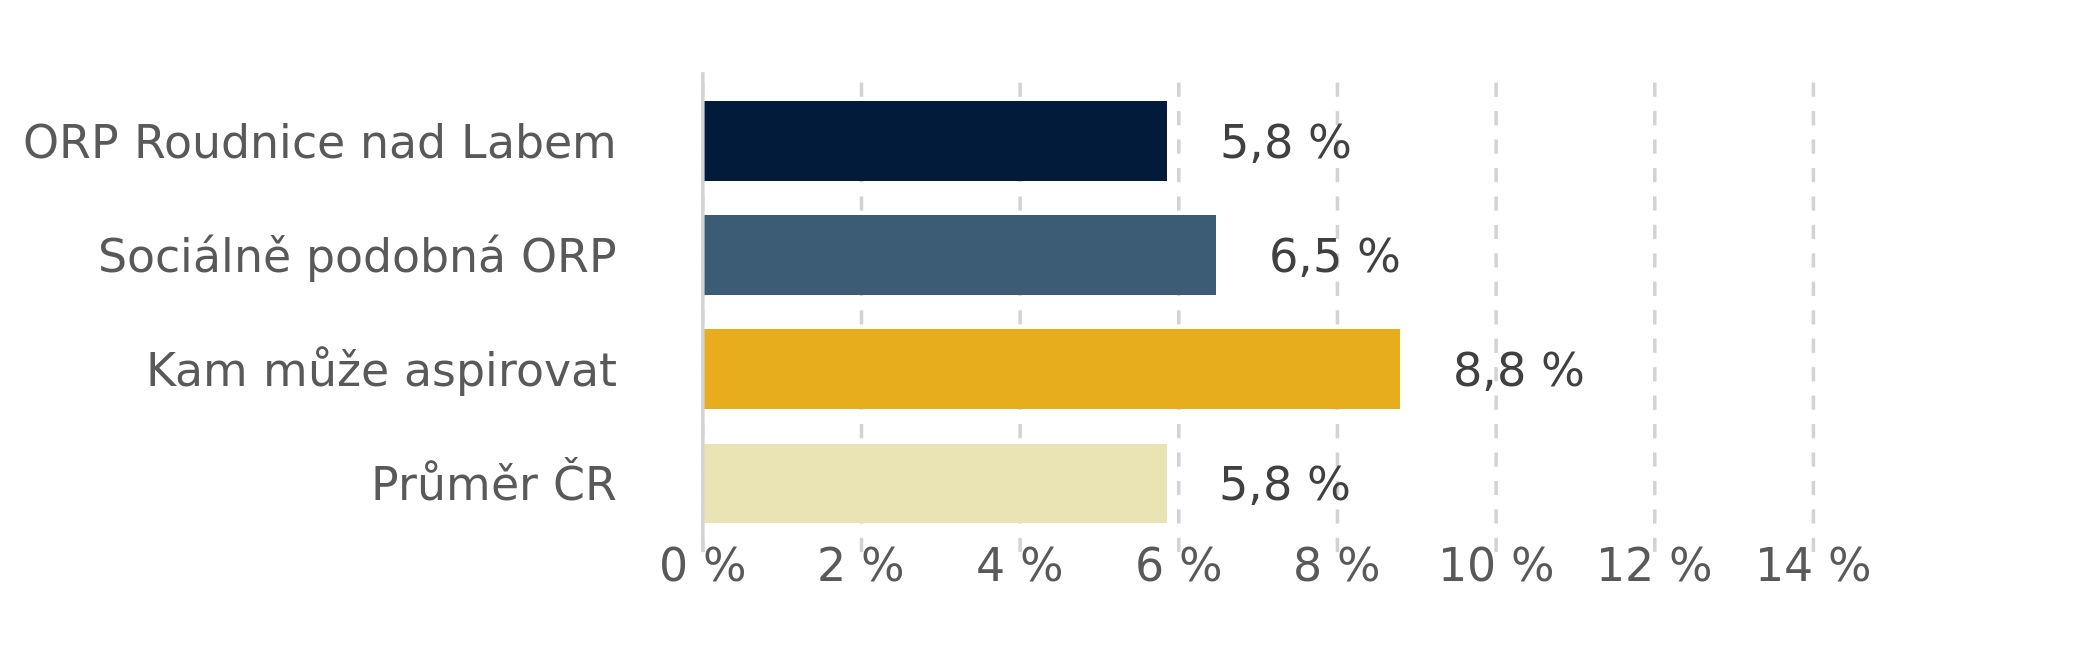 ORP Roudnice nad Labem 5,8 %
Sociálně podobná ORP 6,5 %
Kam může aspirovat 8,8 %
Průměr ČR 5,8 %
0 % 2 % 4 % 6 % 8 % 10 % 12 % 14 %